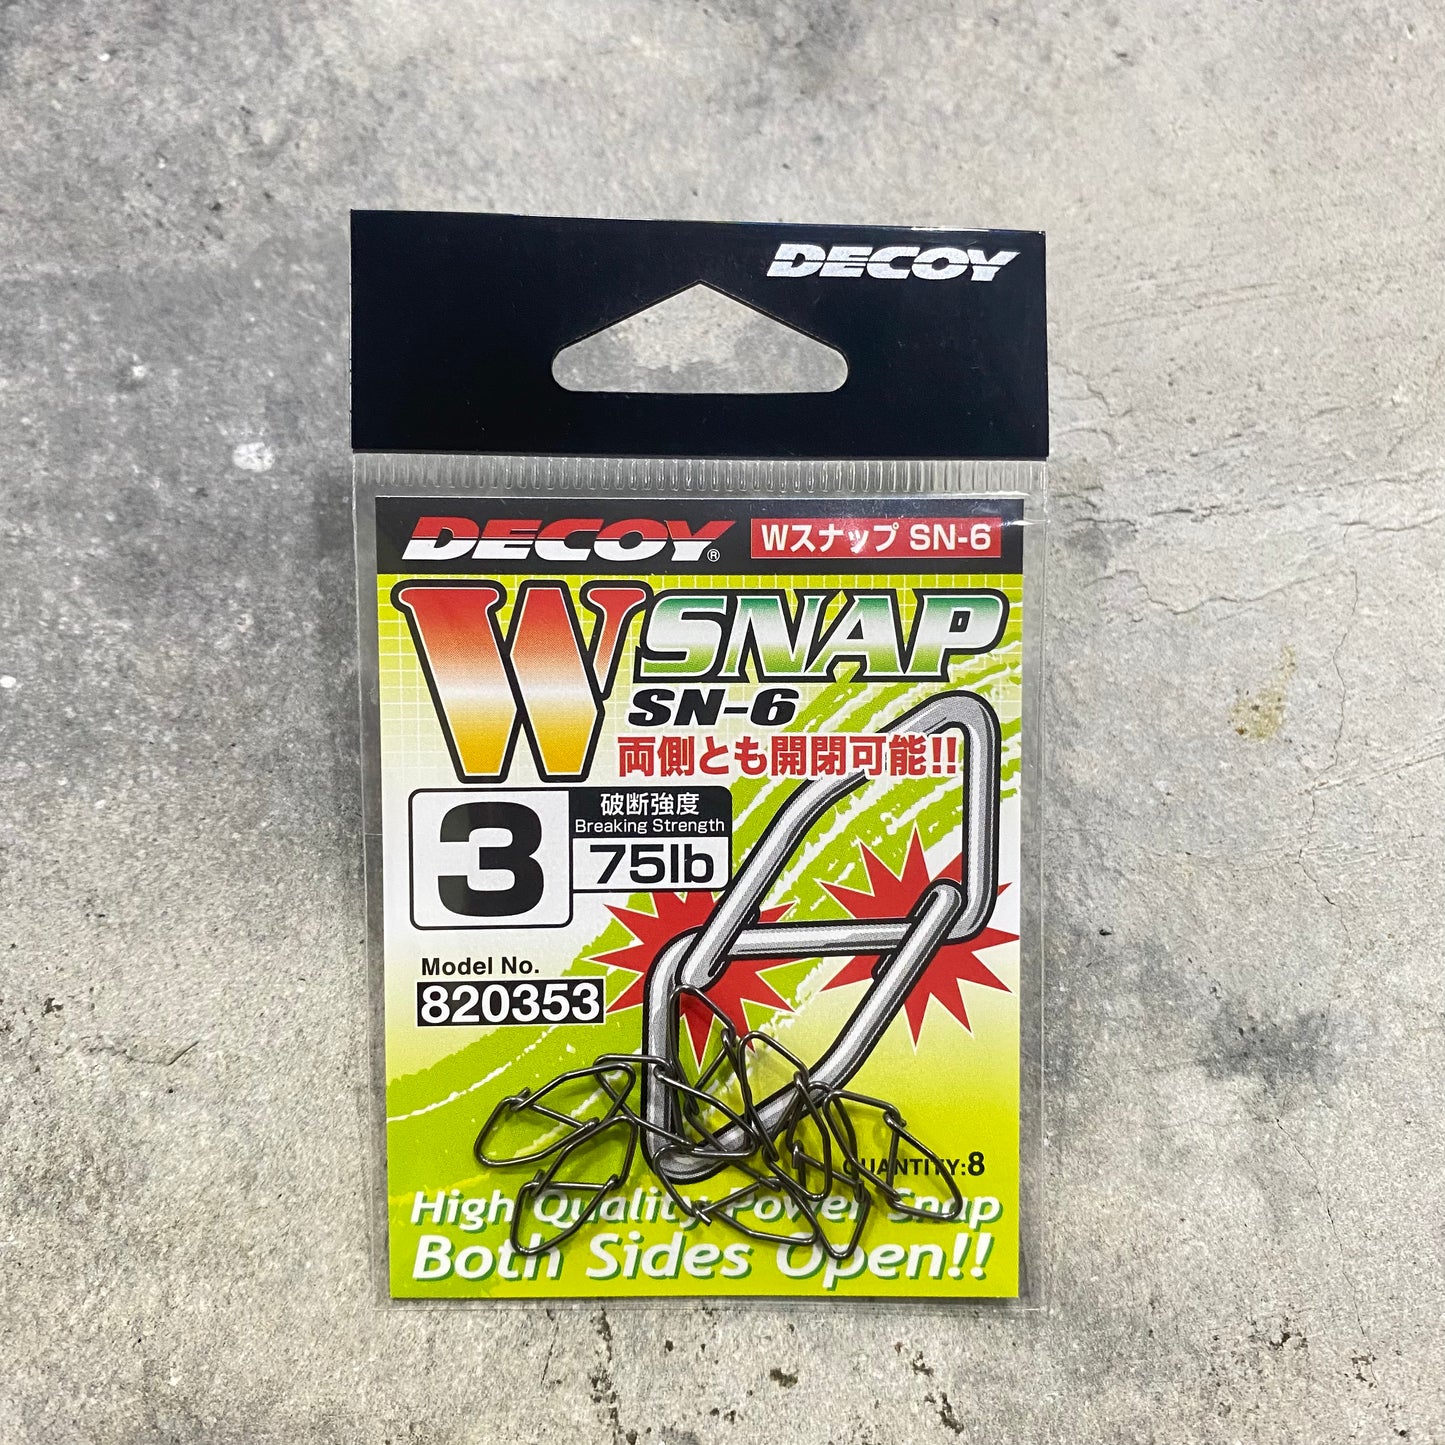 DECOY
DECOY®
Wスナップ SN-6
W SNAP
SN-6
両側とも開閉可能!!
3
破断強度
Breaking Strength
75lb
Model No.
820353
QUANTITY:8
High Quality Power Snap
Both Sides Open!!